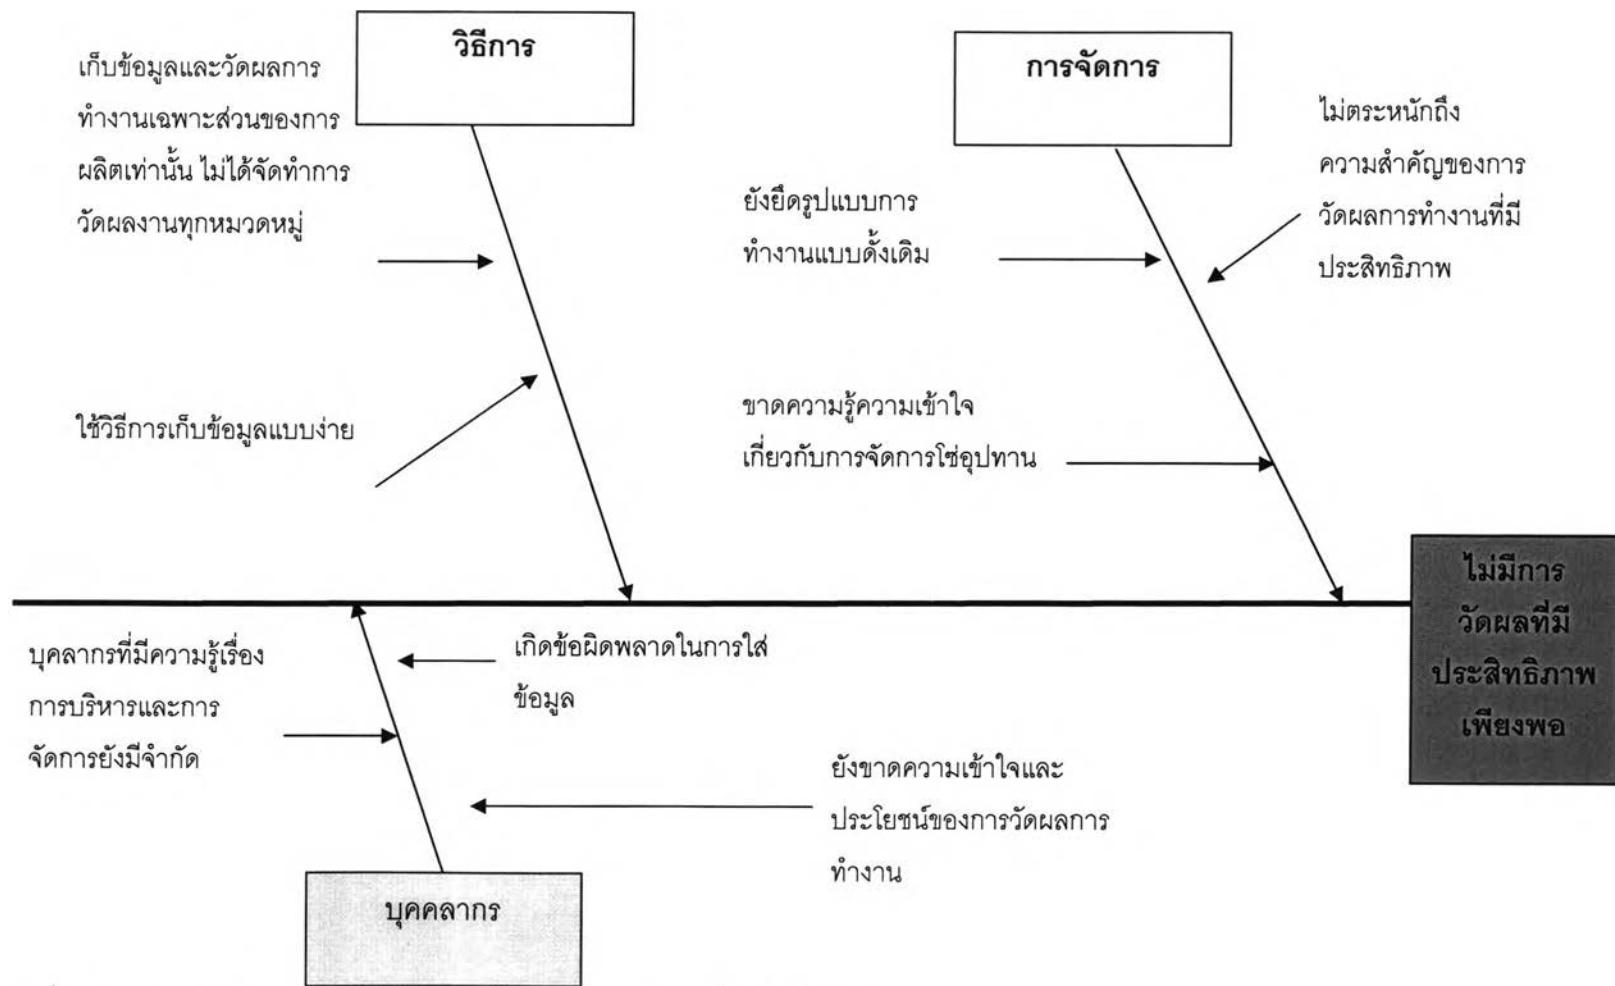 วิธีการ
เก็บข้อมูลและวัดผลการ
ทำงานเฉพาะส่วนของการ
ผลิตเท่านั้น ไม่ได้จัดทำการ
วัดผลงานทุกหมวดหมู่
ใช้วิธีการเก็บข้อมูลแบบง่าย
การจัดการ
ยังยึดรูปแบบการ
ทำงานแบบดั้งเดิม
ไม่ตระหนักถึง
ความสำคัญของการ
วัดผลการทำงานที่มี
ประสิทธิภาพ
ขาดความรู้ความเข้าใจ
เกี่ยวกับการจัดการโซ่อุปทาน
ไม่มีการ
วัดผลที่มี
ประสิทธิภาพ
เพียงพอ
บุคลากรที่มีความรู้เรื่อง
การบริหารและการ
จัดการยังมีจำกัด
เกิดข้อผิดพลาดในการใส่
ข้อมูล
ยังขาดความเข้าใจและ
ประโยชน์ของการวัดผลการ
ทำงาน
บุคคลากร